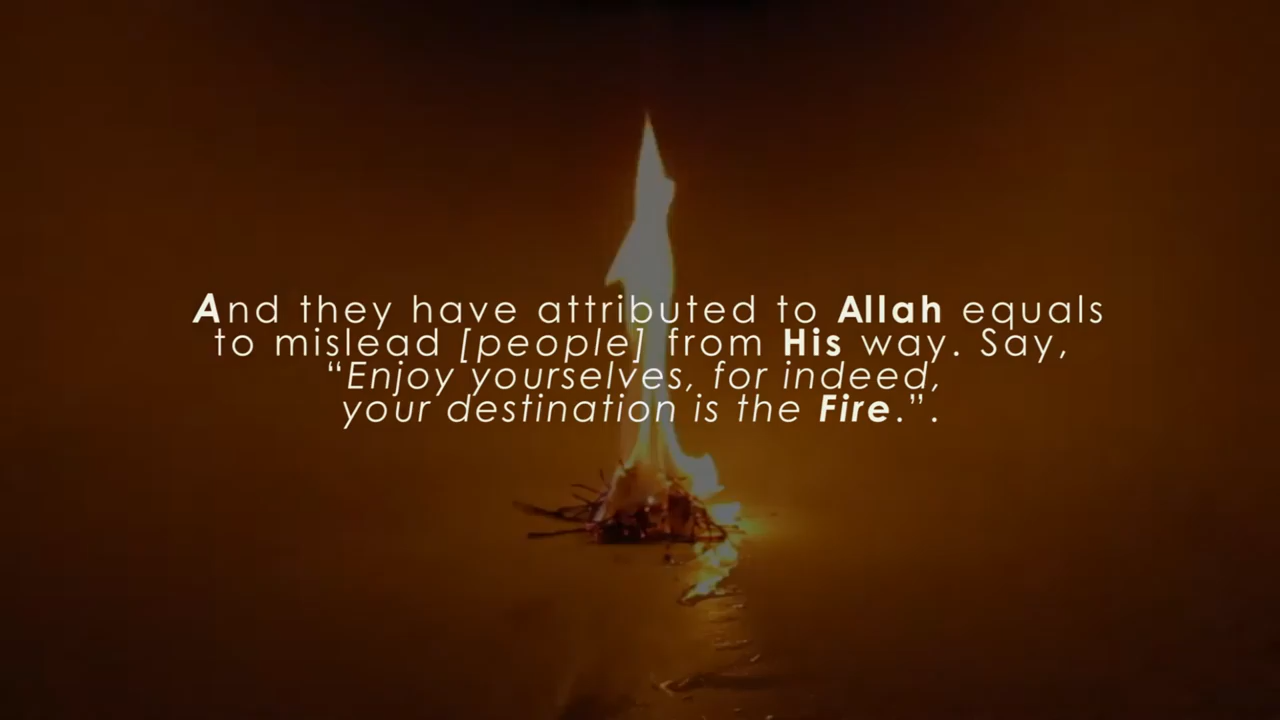 And they have attributed to Allah equals
to mislead [people] from His way. Say,
“Enjoy yourselves, for indeed,
your destination is the Fire.”.